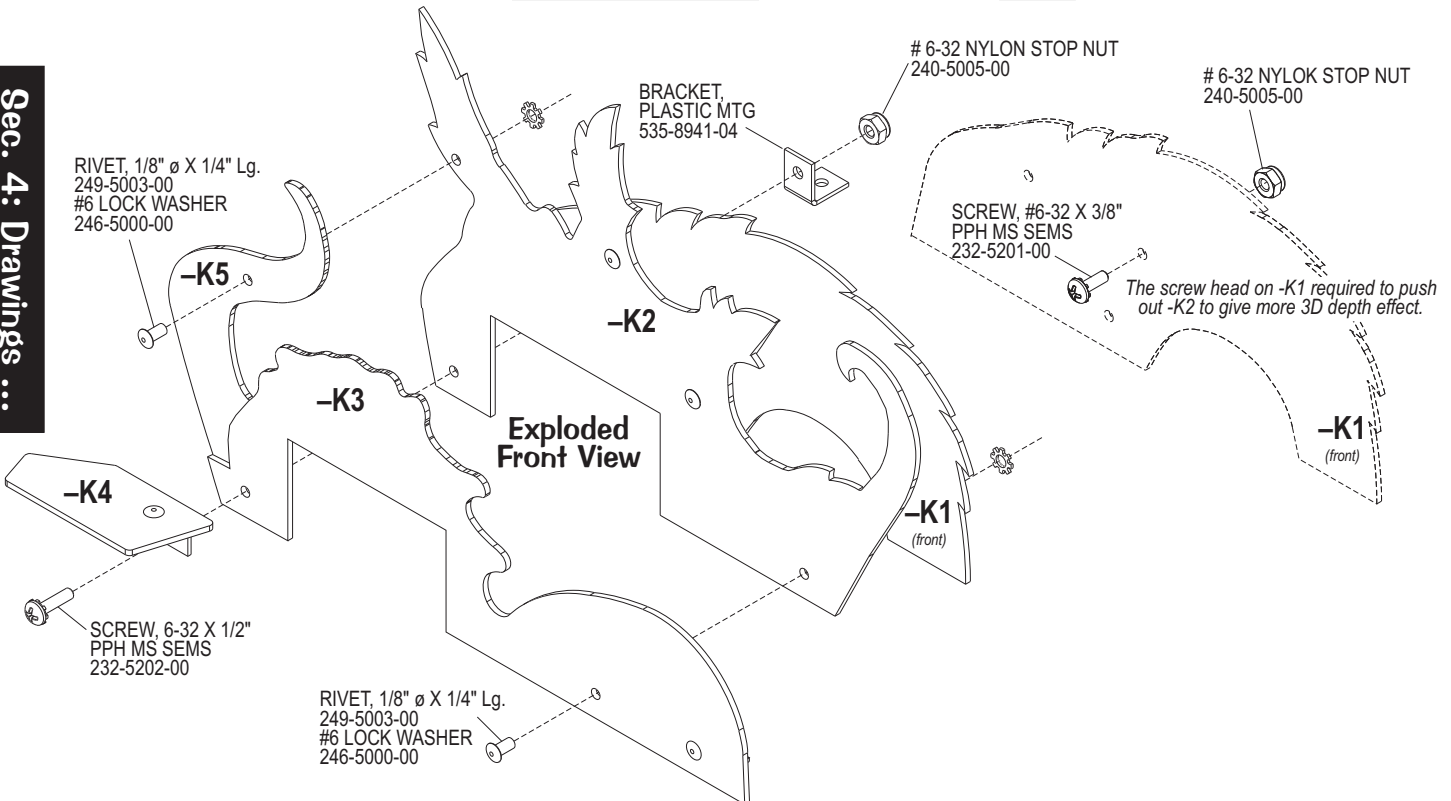 Sec. 4: Drawings ...
# 6-32 NYLON STOP NUT
240-5005-00
# 6-32 NYLOK STOP NUT
240-5005-00
BRACKET,
PLASTIC MTG
535-8941-04
RIVET, 1/8" ø X 1/4" Lg.
249-5003-00
#6 LOCK WASHER
246-5000-00
SCREW, #6-32 X 3/8"
PPH MS SEMS
232-5201-00
The screw head on -K1 required to push
out -K2 to give more 3D depth effect.
–K5
–K2
–K3
Exploded
Front View
–K1
(front)
–K4
–K1
(front)
SCREW, 6-32 X 1/2"
PPH MS SEMS
232-5202-00
RIVET, 1/8" ø X 1/4" Lg.
249-5003-00
#6 LOCK WASHER
246-5000-00